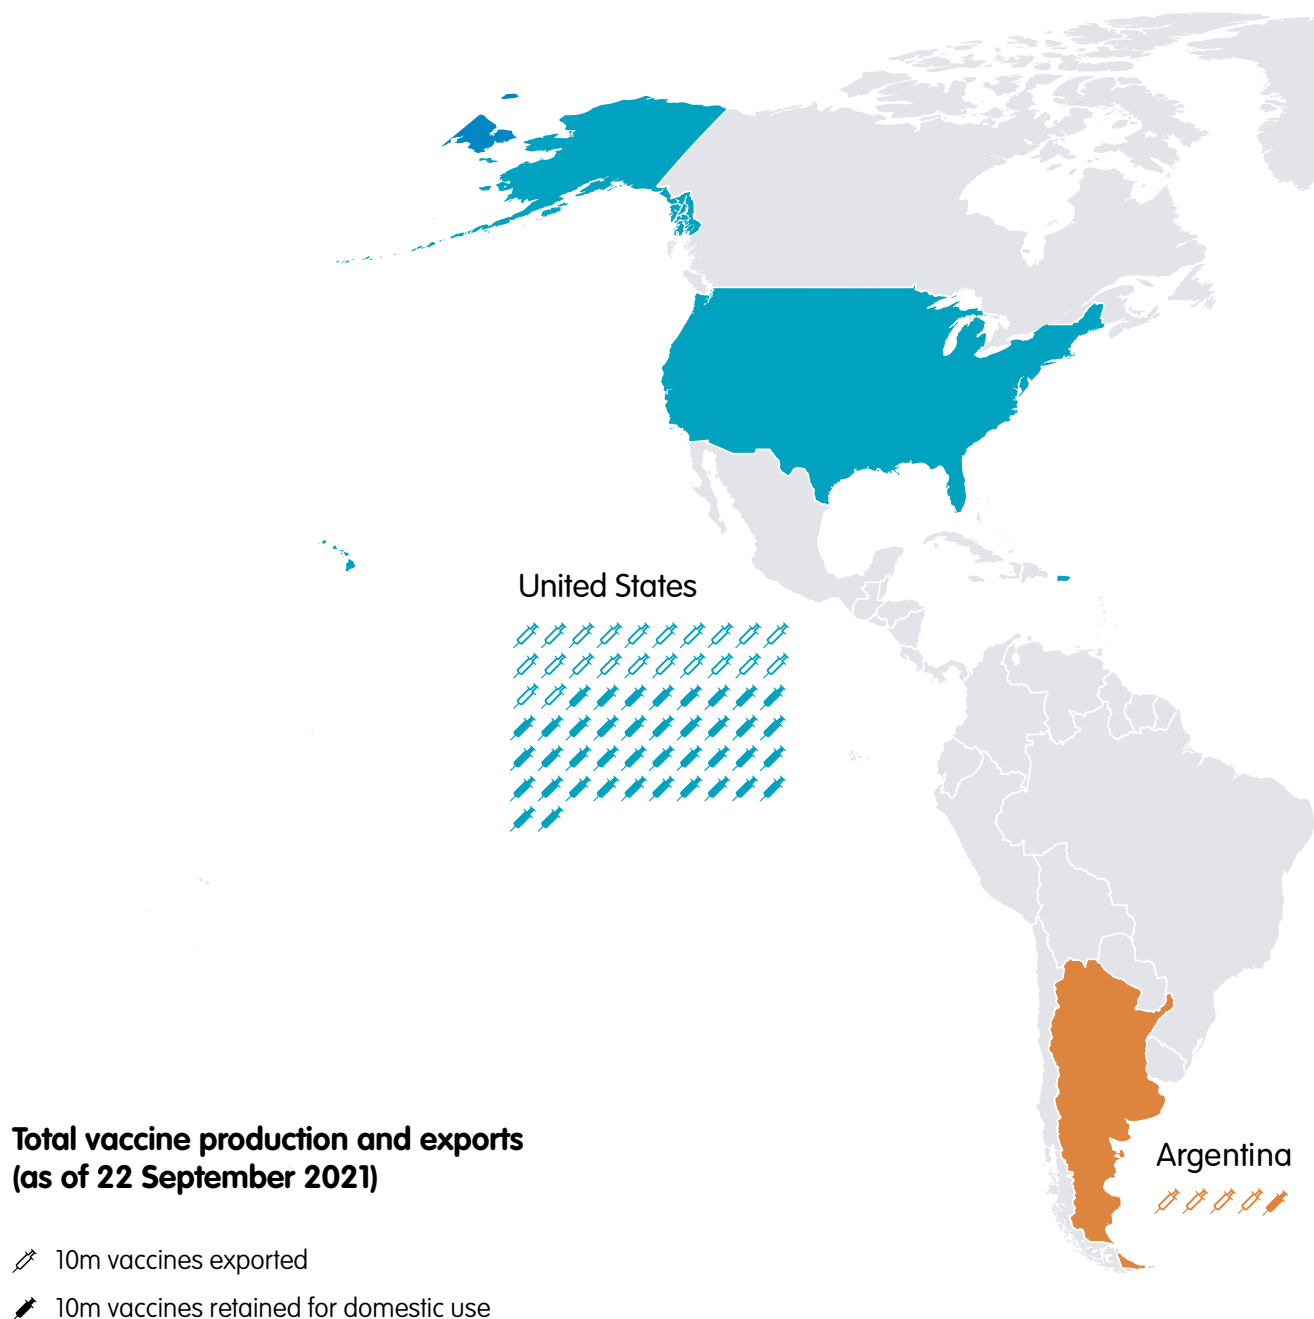 United States
Argentina
Total vaccine production and exports
(as of 22 September 2021)
10m vaccines exported
10m vaccines retained for domestic use